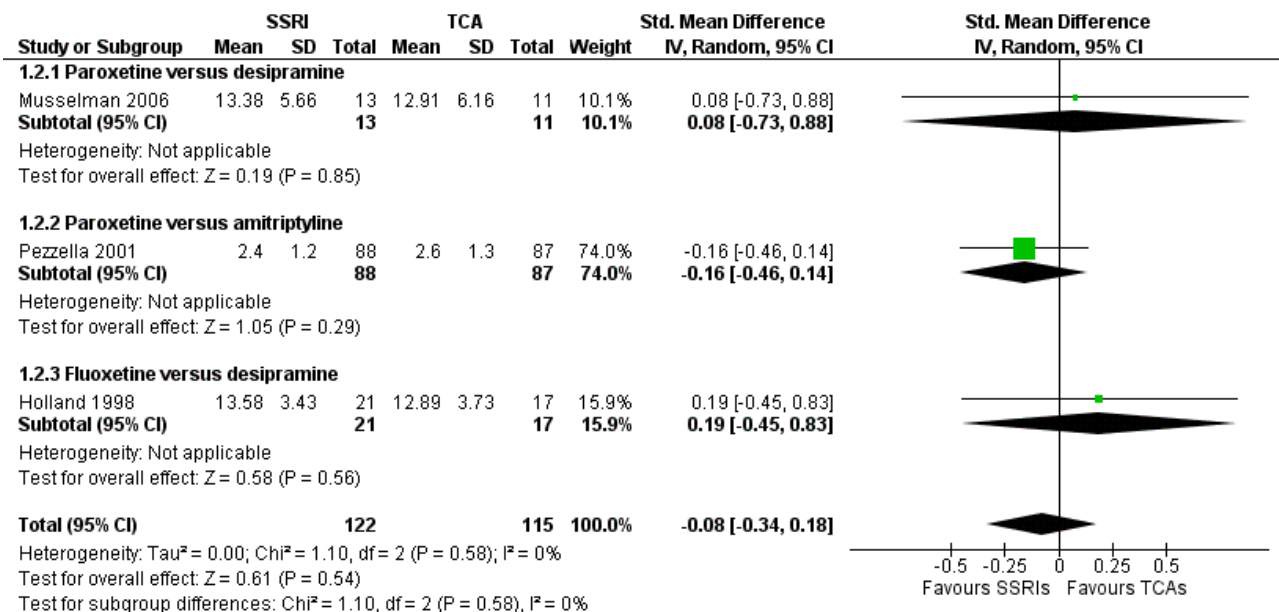 SSRI TCA Std. Mean Difference Std. Mean Difference
Study or Subgroup Mean SD Total Mean SD Total Weight IV, Random, 95% CI IV, Random, 95% CI
1.2.1 Paroxetine versus desipramine
Musselman 2006 13.38 5.66 13 12.91 6.16 11 10.1% 0.08 [-0.73, 0.88]
Subtotal (95% CI) 13 11 10.1% 0.08 [-0.73, 0.88]
Heterogeneity: Not applicable
Test for overall effect: Z = 0.19 (P = 0.85)
1.2.2 Paroxetine versus amitriptyline
Pezzella 2001 2.4 1.2 88 2.6 1.3 87 74.0% -0.16 [-0.46, 0.14]
Subtotal (95% CI) 88 87 74.0% -0.16 [-0.46, 0.14]
Heterogeneity: Not applicable
Test for overall effect: Z = 1.05 (P = 0.29)
1.2.3 Fluoxetine versus desipramine
Holland 1998 13.58 3.43 21 12.89 3.73 17 15.9% 0.19 [-0.45, 0.83]
Subtotal (95% CI) 21 17 15.9% 0.19 [-0.45, 0.83]
Heterogeneity: Not applicable
Test for overall effect: Z = 0.58 (P = 0.56)
Total (95% CI) 122 115 100.0% -0.08 [-0.34, 0.18]
Heterogeneity: Tau² = 0.00; Chi² = 1.10, df = 2 (P = 0.58); I² = 0%
Test for overall effect: Z = 0.61 (P = 0.54)
Test for subgroup differences: Chi² = 1.10, df = 2 (P = 0.58), I² = 0%
-0.5 -0.25 0 0.25 0.5
Favours SSRIs Favours TCAs